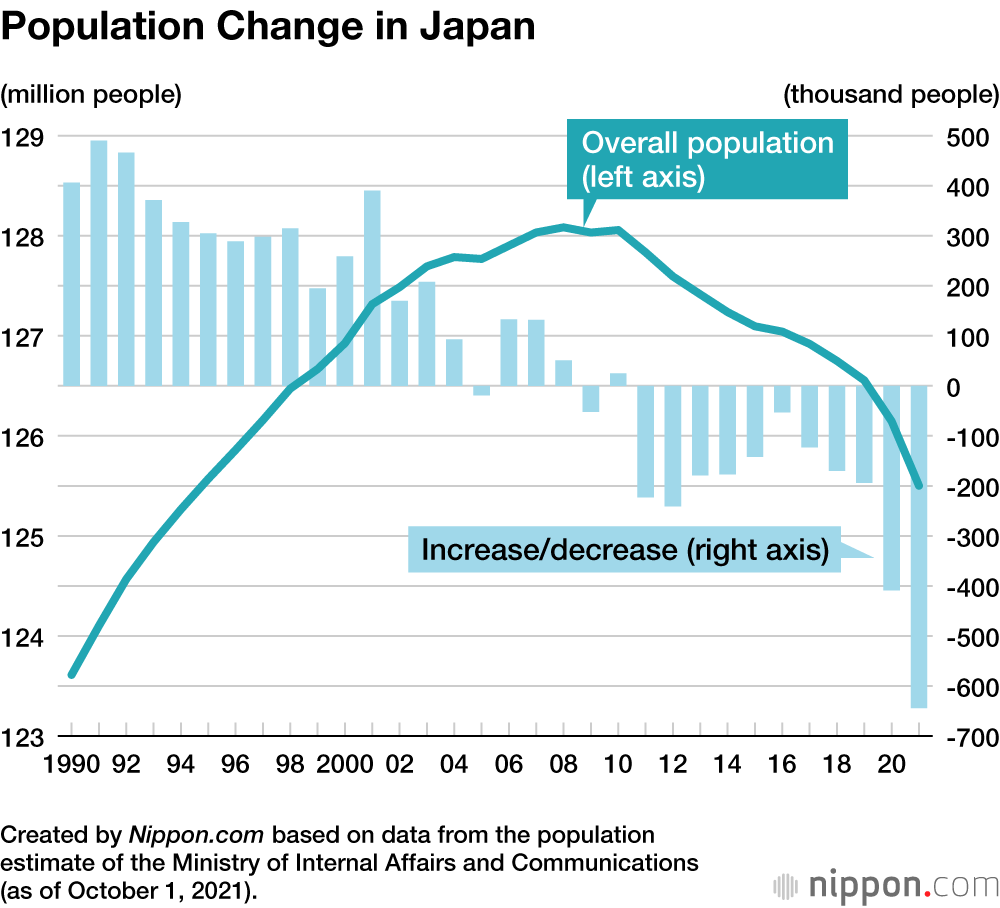 Population Change in Japan
(million people)
(thousand people)
129
128
127
126
125
124
123
500
400
300
200
100
0
-100
-200
-300
-400
-500
-600
-700
Overall population
(left axis)
Increase/decrease (right axis)
1990 92 94 96 98 2000 02 04 06 08 10 12 14 16 18 20
Created by Nippon.com based on data from the population
estimate of the Ministry of Internal Affairs and Communications
(as of October 1, 2021).
nippon.com